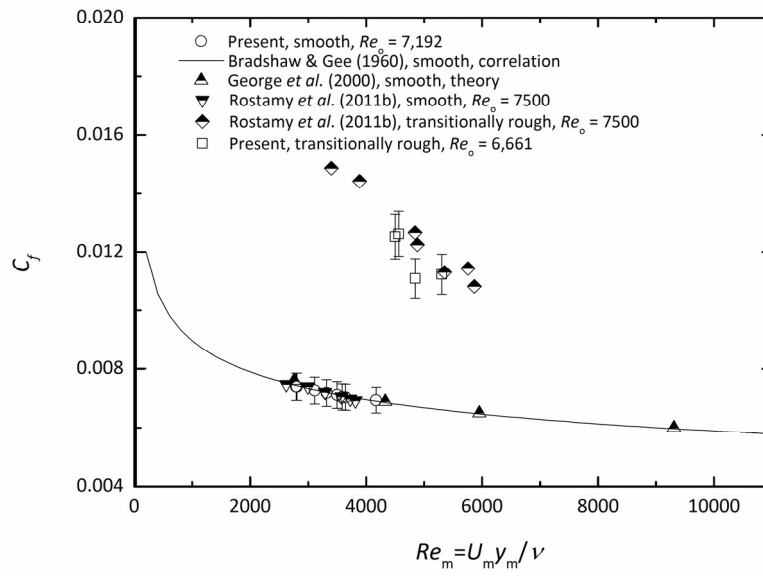 0.020
Present, smooth, Reo = 7,192
Bradshaw & Gee (1960), smooth, correlation
George et al. (2000), smooth, theory
Rostamy et al. (2011b), smooth, Reo = 7500
Rostamy et al. (2011b), transitionally rough, Reo = 7500
Present, transitionally rough, Reo = 6,661
0.016
0.012
Cf
0.008
0.004
0 2000 4000 6000 8000 10000
Rem=Umym/ν